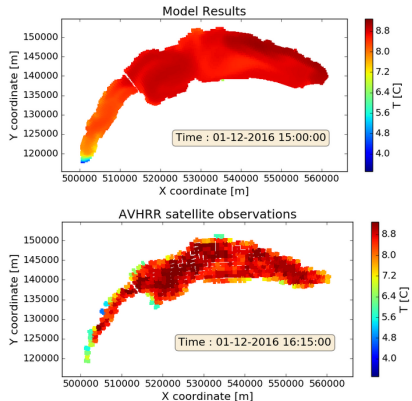 Model Results
Y coordinate [m]
150000
145000
140000
135000
130000
125000
120000
Time : 01-12-2016 15:00:00
500000 510000 520000 530000 540000 550000 560000
X coordinate [m]
8.8
8.0
7.2
6.4
5.6
4.8
4.0
T [C]
AVHRR satellite observations
Y coordinate [m]
150000
145000
140000
135000
130000
125000
120000
Time : 01-12-2016 16:15:00
500000 510000 520000 530000 540000 550000 560000
X coordinate [m]
8.8
8.0
7.2
6.4
5.6
4.8
4.0
T [C]